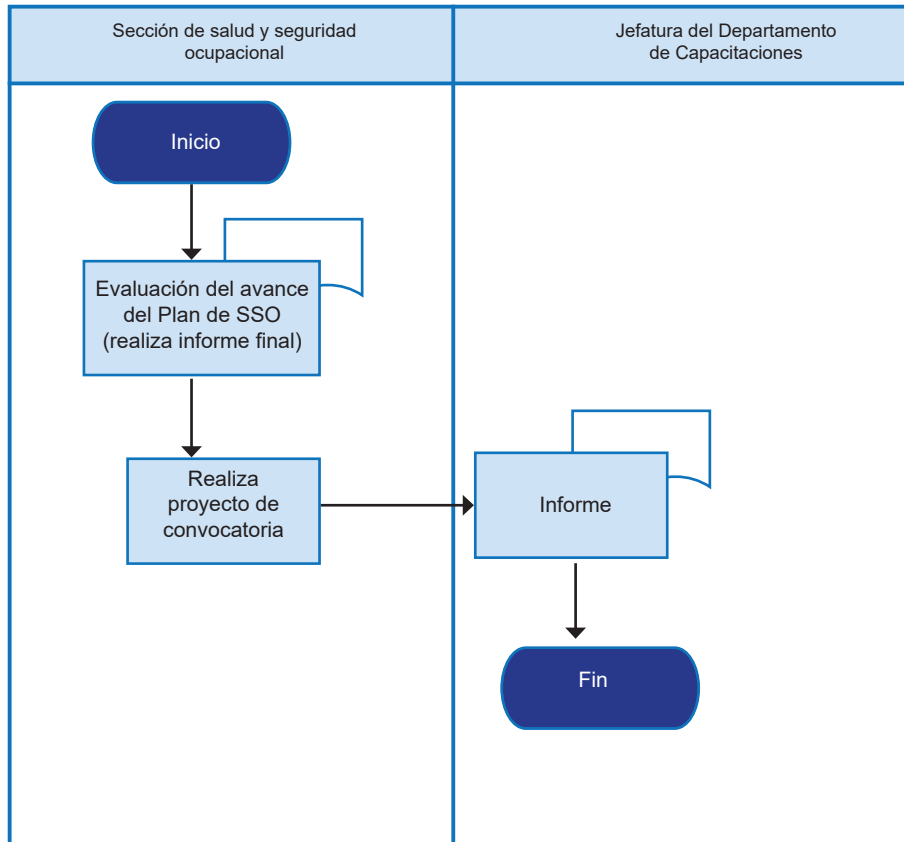 Sección de salud y seguridad
ocupacional
Jefatura del Departamento
de Capacitaciones
Inicio
Evaluación del avance
del Plan de SSO
(realiza informe final)
Realiza
proyecto de
convocatoria
Informe
Fin